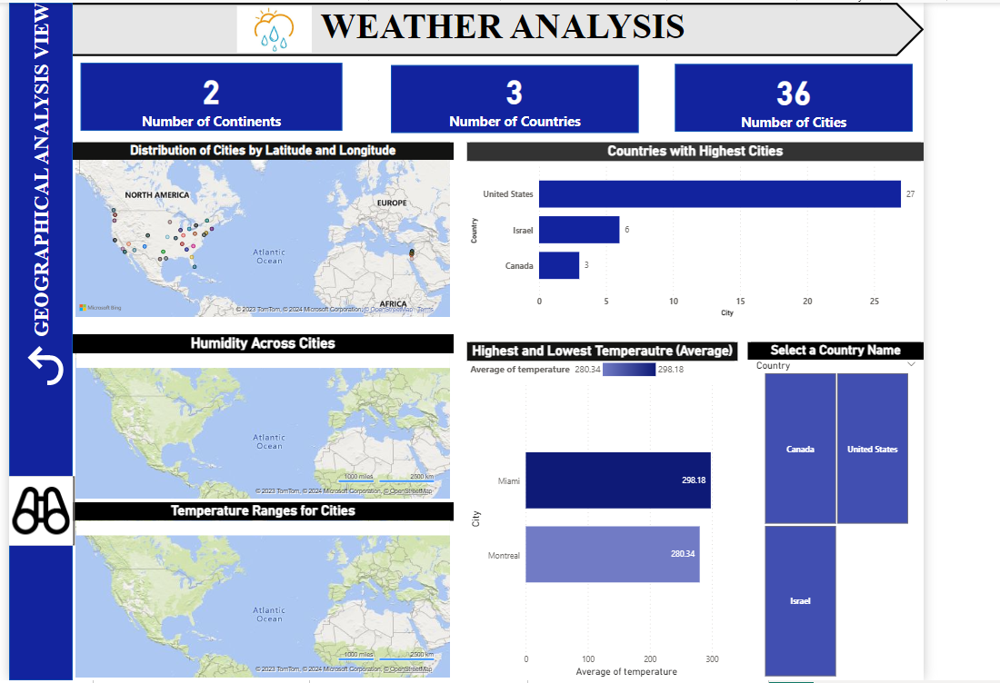 WEATHER ANALYSIS
GEOGRAPHICAL ANALYSIS VIEW
2
Number of Continents
3
Number of Countries
36
Number of Cities
Distribution of Cities by Latitude and Longitude
NORTH AMERICA
EUROPE
Atlantic
Ocean
AFRICA
Microsoft Bing
© 2023 TomTom, © 2024 Microsoft Corporation, © OpenStreetMap Terms
Countries with Highest Cities
Country
United States
27
Israel
6
Canada
3
0 5 10 15 20 25
City
Humidity Across Cities
Atlantic
Ocean
1000 miles 2500 km
© 2023 TomTom, © 2024 Microsoft Corporation, © OpenStreetMap
Temperature Ranges for Cities
Atlantic
Ocean
1000 miles 2500 km
© 2023 TomTom, © 2024 Microsoft Corporation, © OpenStreetMap
Highest and Lowest Temperautre (Average)
Average of temperature 280.34 298.18
City
Miami
298.18
Montreal
280.34
0 100 200 300
Average of temperature
Select a Country Name
Country
Canada
United States
Israel